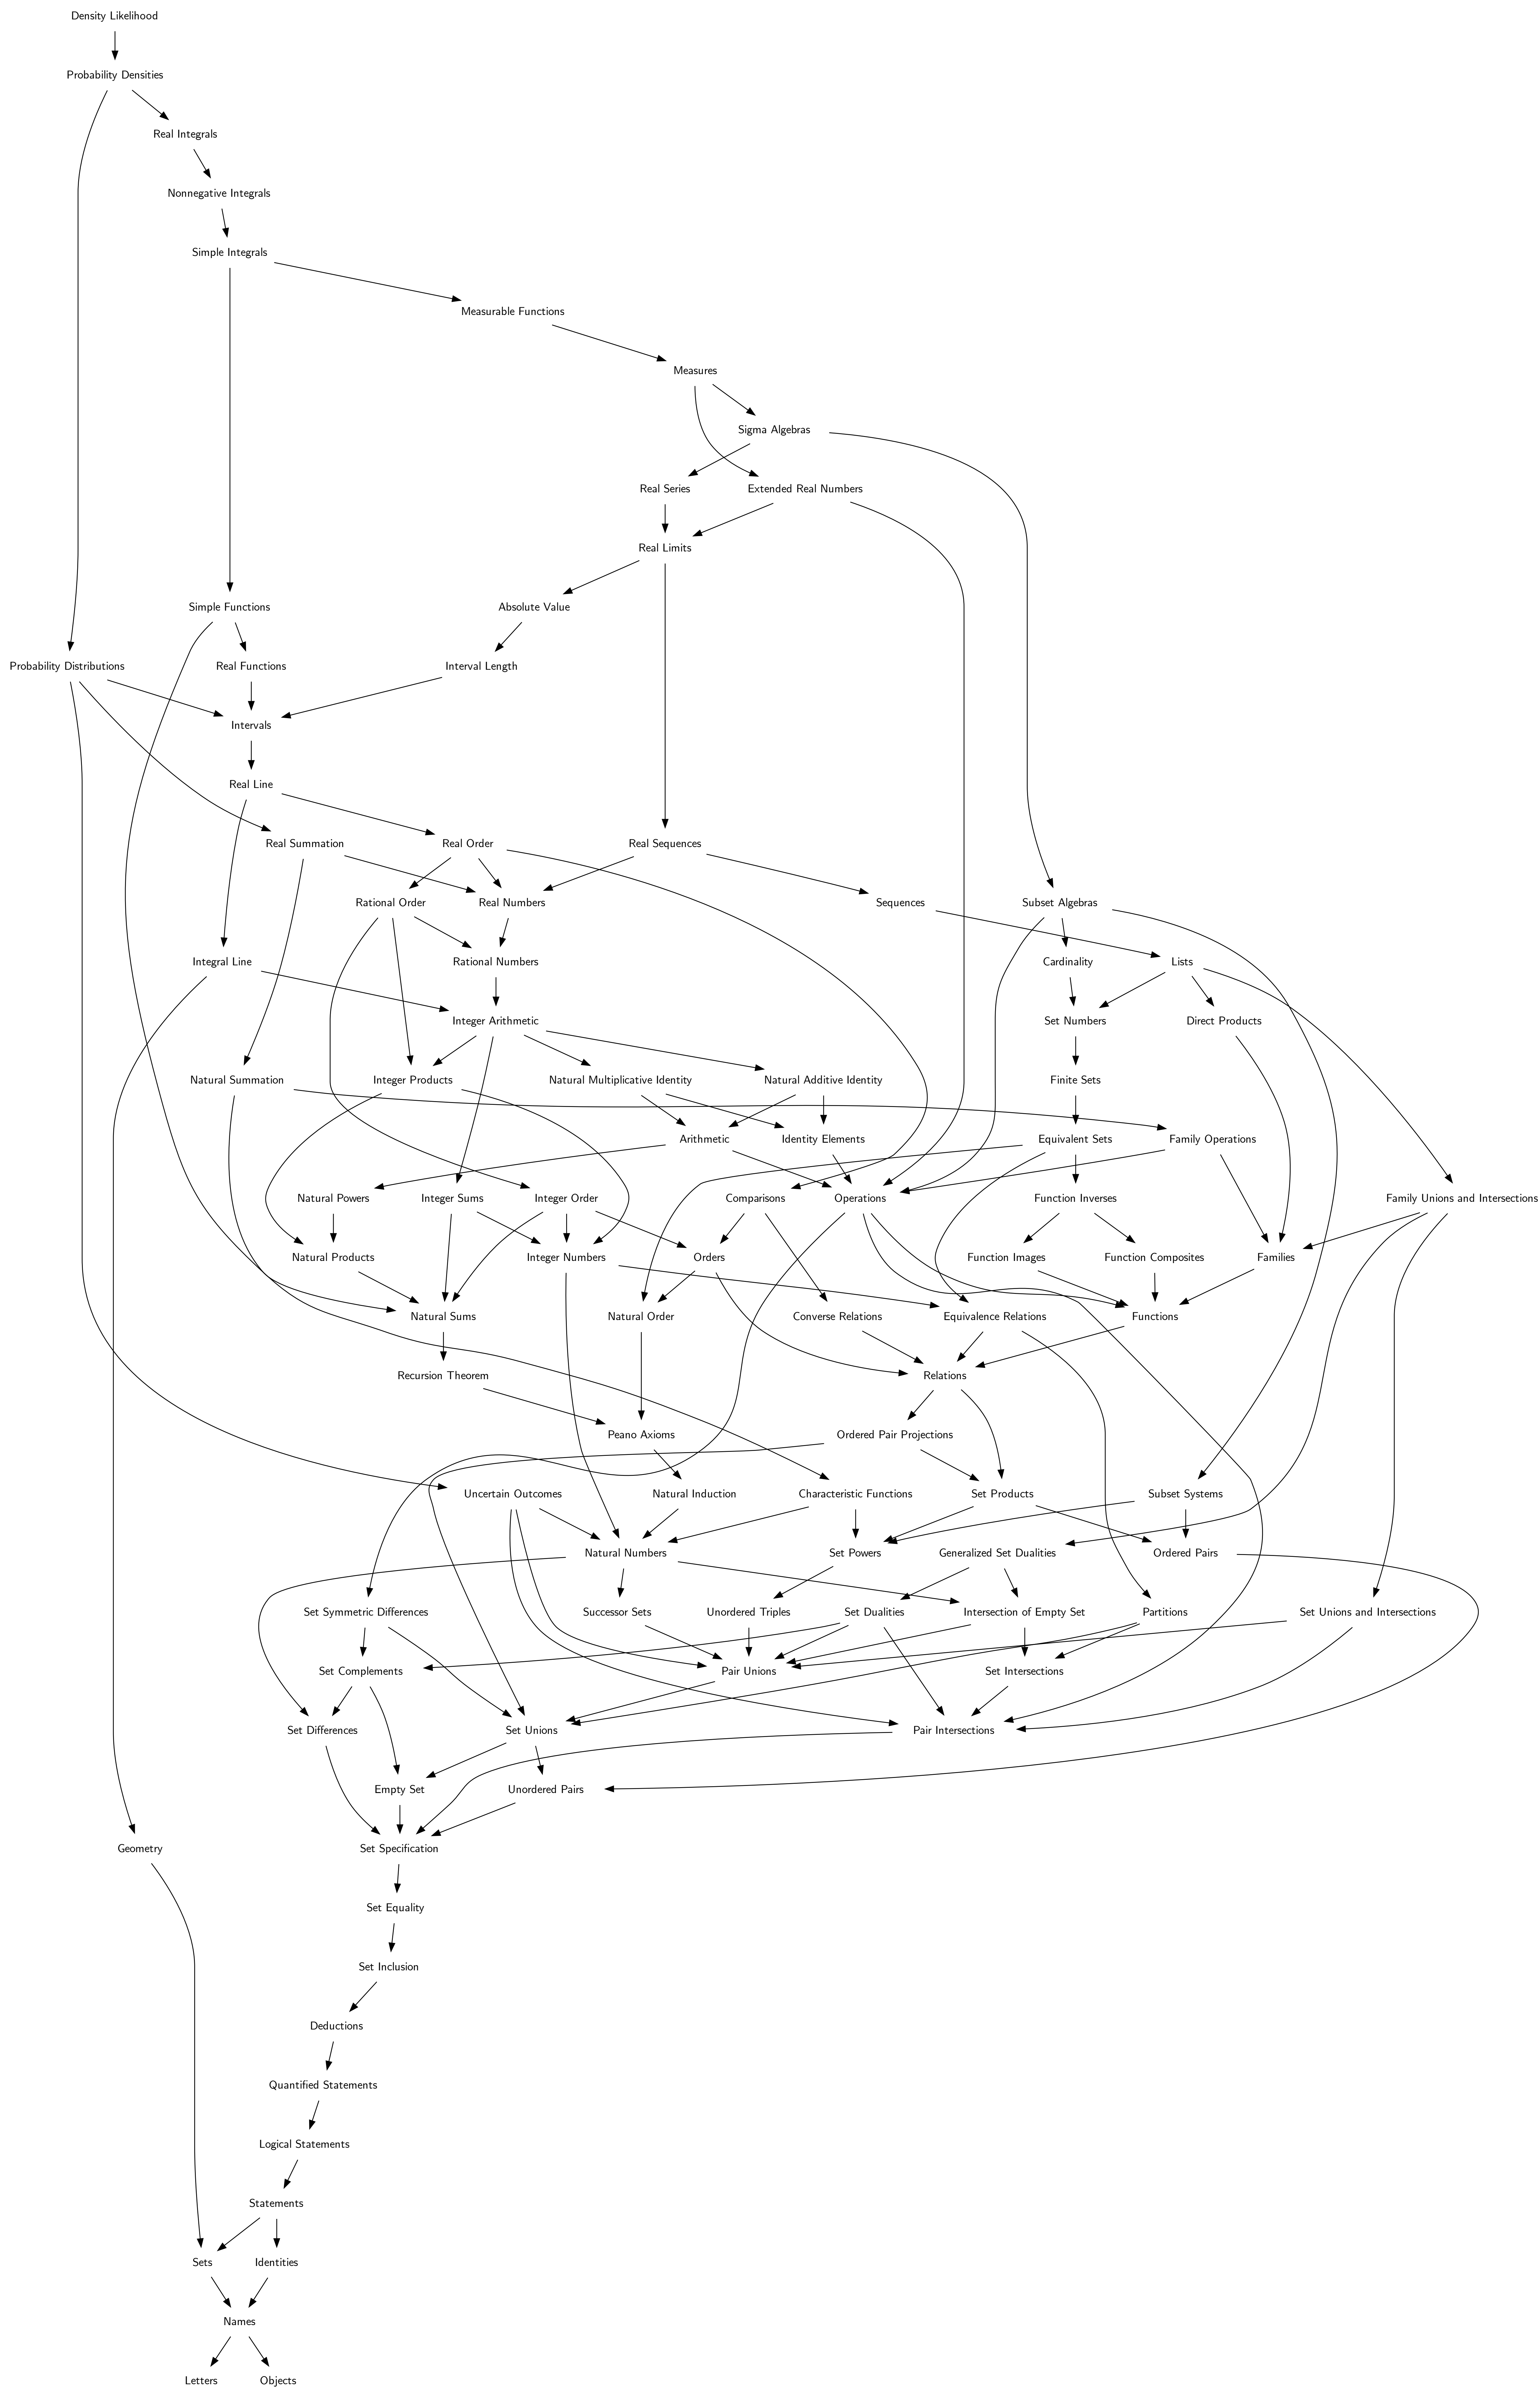 Density Likelihood
Probability Densities
Real Integrals
Nonnegative Integrals
Simple Integrals
Measurable Functions
Measures
Sigma Algebras
Real Series
Extended Real Numbers
Real Limits
Simple Functions
Absolute Value
Probability Distributions
Real Functions
Interval Length
Intervals
Real Line
Real Summation
Real Order
Real Sequences
Rational Order
Real Numbers
Sequences
Subset Algebras
Integral Line
Rational Numbers
Cardinality
Lists
Integer Arithmetic
Set Numbers
Direct Products
Natural Summation
Integer Products
Natural Multiplicative Identity
Natural Additive Identity
Finite Sets
Arithmetic
Identity Elements
Equivalent Sets
Family Operations
Natural Powers
Integer Sums
Integer Order
Comparisons
Operations
Function Inverses
Family Unions and Intersections
Natural Products
Integer Numbers
Orders
Function Images
Function Composites
Families
Natural Sums
Natural Order
Converse Relations
Equivalence Relations
Functions
Recursion Theorem
Relations
Peano Axioms
Ordered Pair Projections
Uncertain Outcomes
Natural Induction
Characteristic Functions
Set Products
Subset Systems
Natural Numbers
Set Powers
Generalized Set Dualities
Ordered Pairs
Set Symmetric Differences
Successor Sets
Unordered Triples
Set Dualities
Intersection of Empty Set
Partitions
Set Unions and Intersections
Set Complements
Pair Unions
Set Intersections
Set Differences
Set Unions
Pair Intersections
Empty Set
Unordered Pairs
Geometry
Set Specification
Set Equality
Set Inclusion
Deductions
Quantified Statements
Logical Statements
Statements
Sets
Identities
Names
Letters
Objects